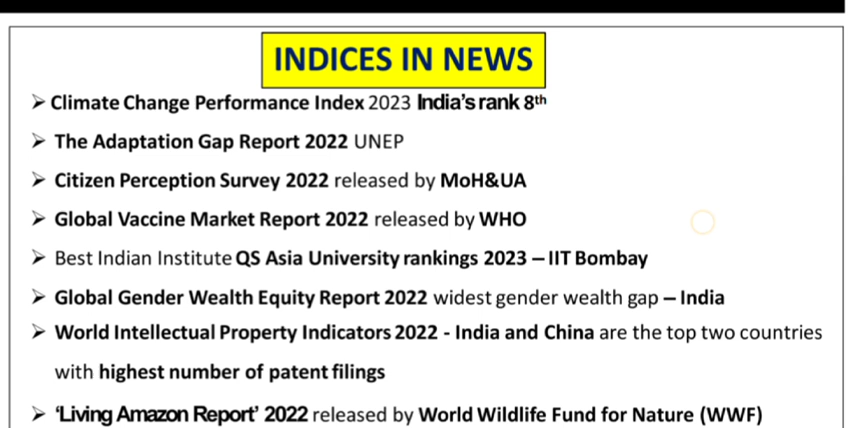 INDICES IN NEWS
➢ Climate Change Performance Index 2023 India's rank 8th
➢ The Adaptation Gap Report 2022 UNEP
➢ Citizen Perception Survey 2022 released by MoH&UA
➢ Global Vaccine Market Report 2022 released by WHO
➢ Best Indian Institute QS Asia University rankings 2023 – IIT Bombay
➢ Global Gender Wealth Equity Report 2022 widest gender wealth gap – India
➢ World Intellectual Property Indicators 2022 - India and China are the top two countries
with highest number of patent filings
➢ 'Living Amazon Report' 2022 released by World Wildlife Fund for Nature (WWF)